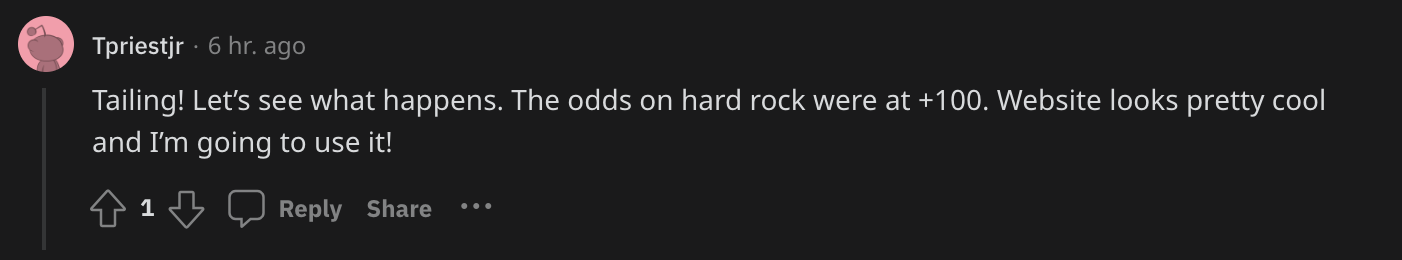 Tpriestjr · 6 hr. ago
Tailing! Let’s see what happens. The odds on hard rock were at +100. Website looks pretty cool
and I’m going to use it!
1 Reply Share ···